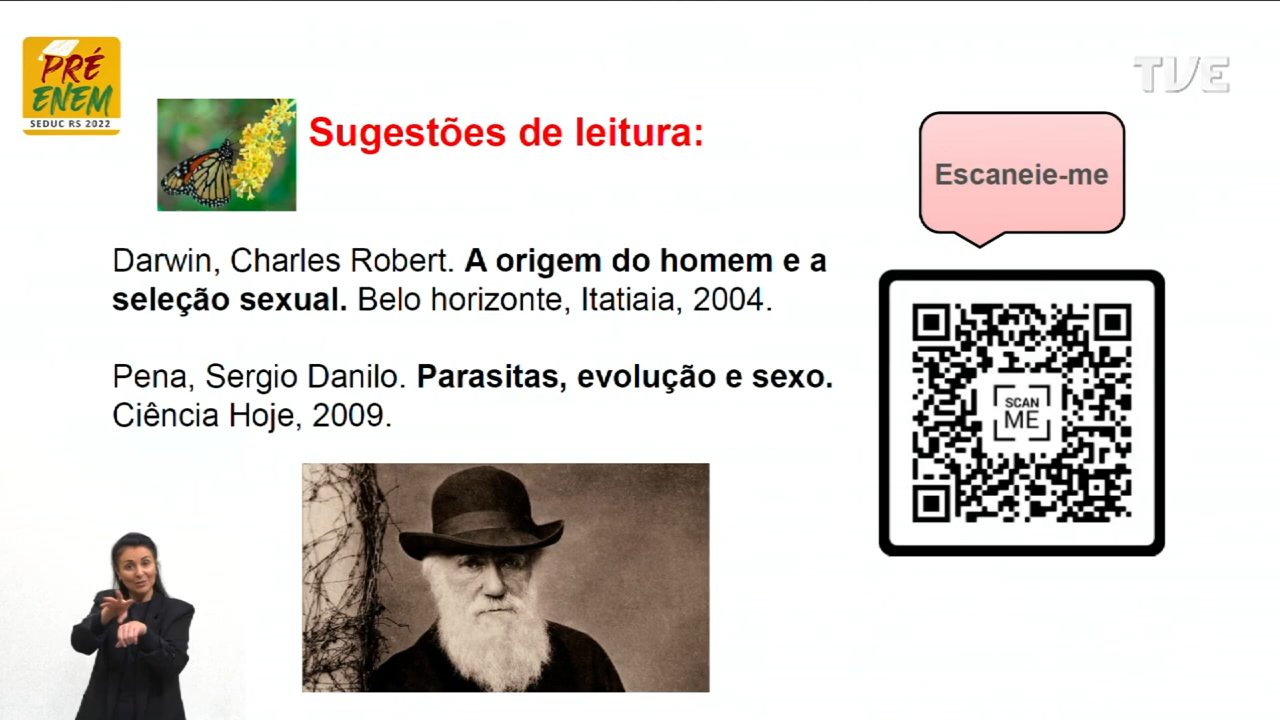 PRÉ
ENEM
SEDUC RS 2022
TVE
Sugestões de leitura:
Escaneie-me
Darwin, Charles Robert. A origem do homem e a
seleção sexual. Belo horizonte, Itatiaia, 2004.
Pena, Sergio Danilo. Parasitas, evolução e sexo.
Ciência Hoje, 2009.
SCAN
ME